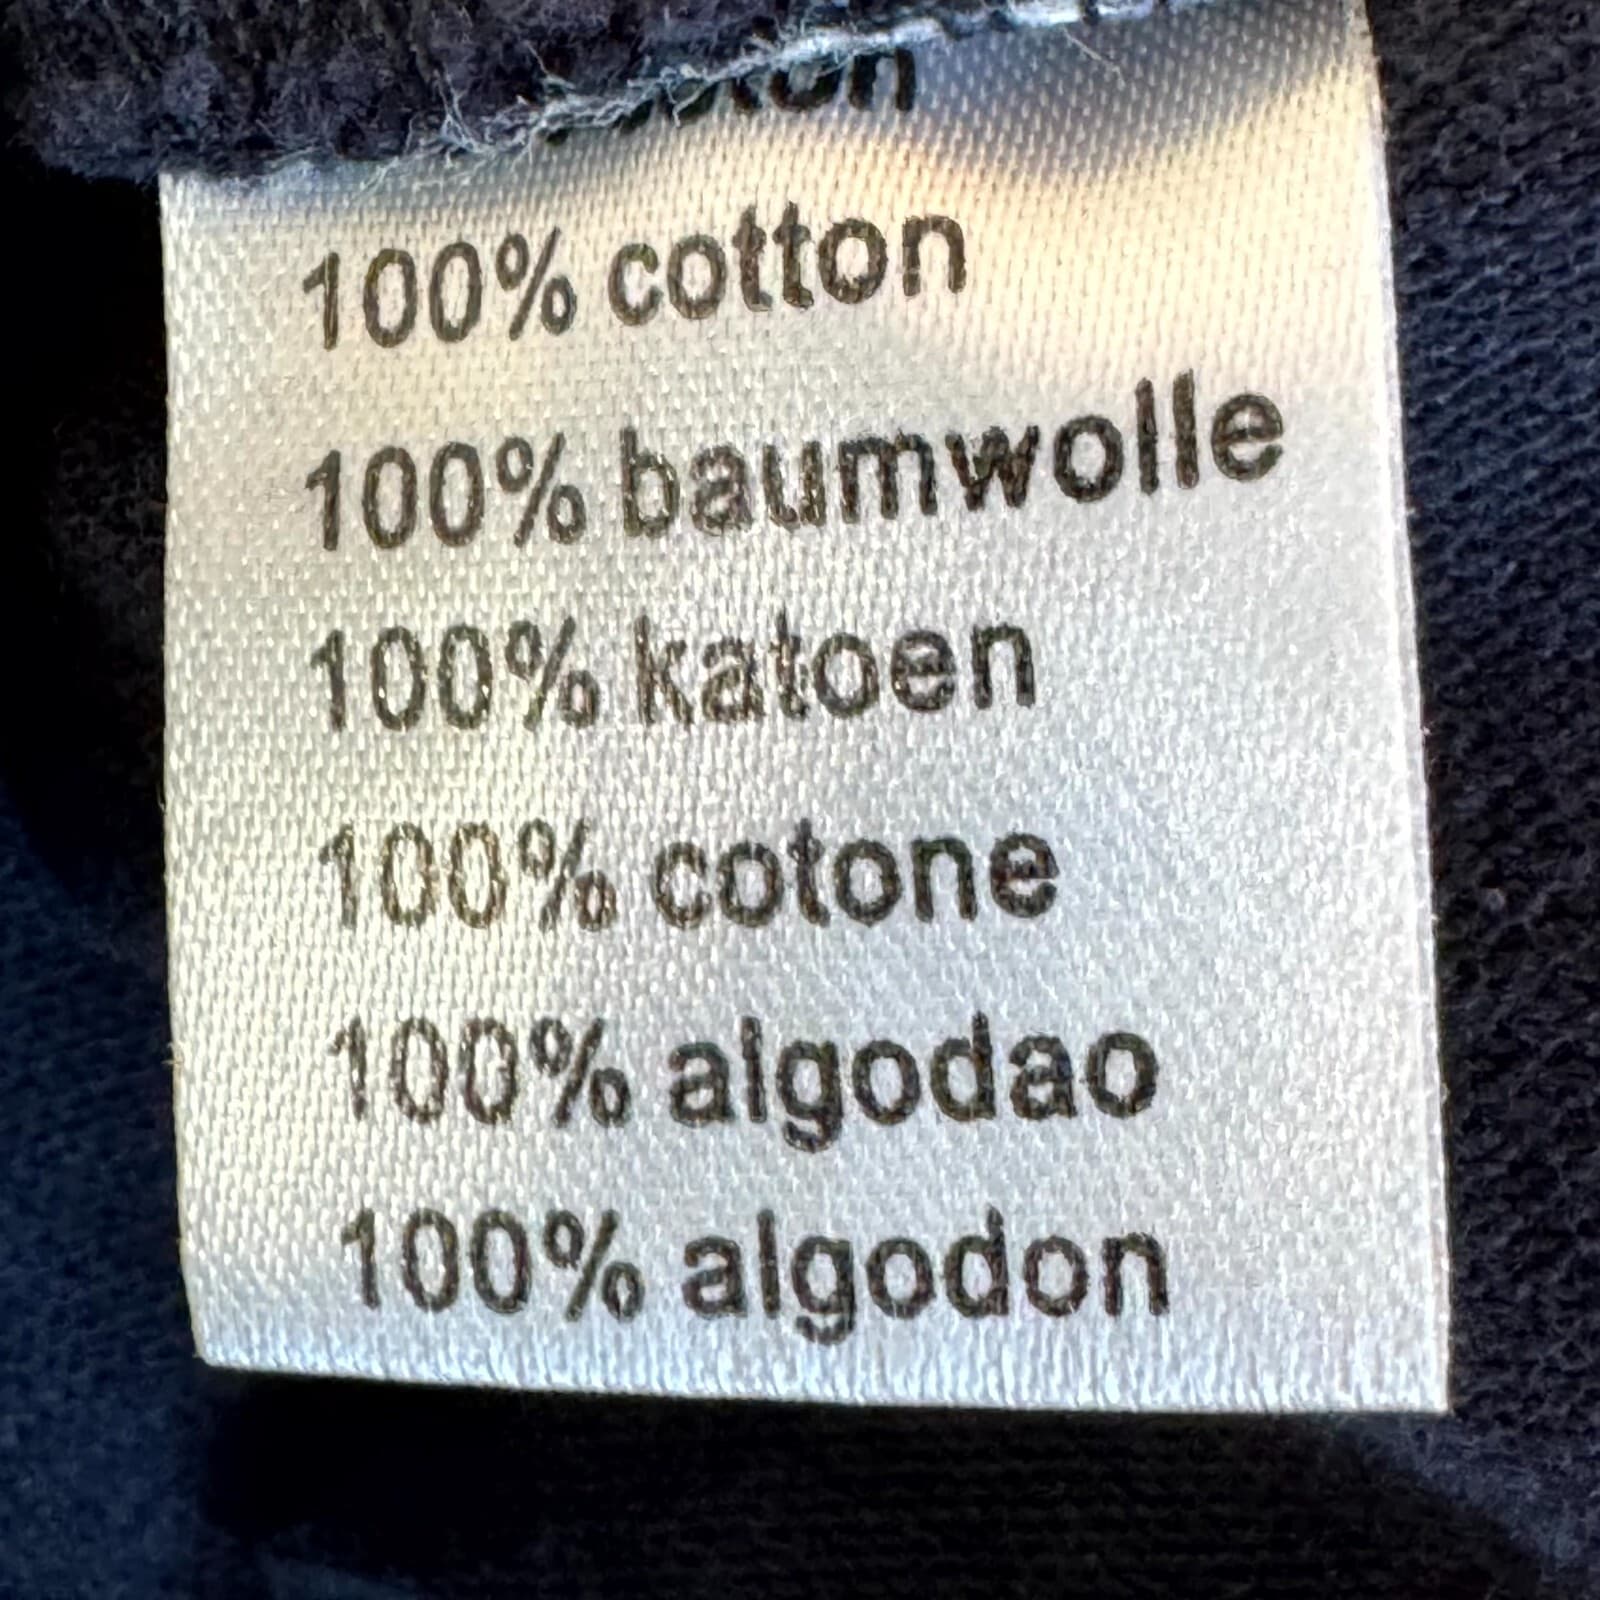 100% cotton
100% baumwolle
100% katoen
100% cotone
100% algodao
100% algodon